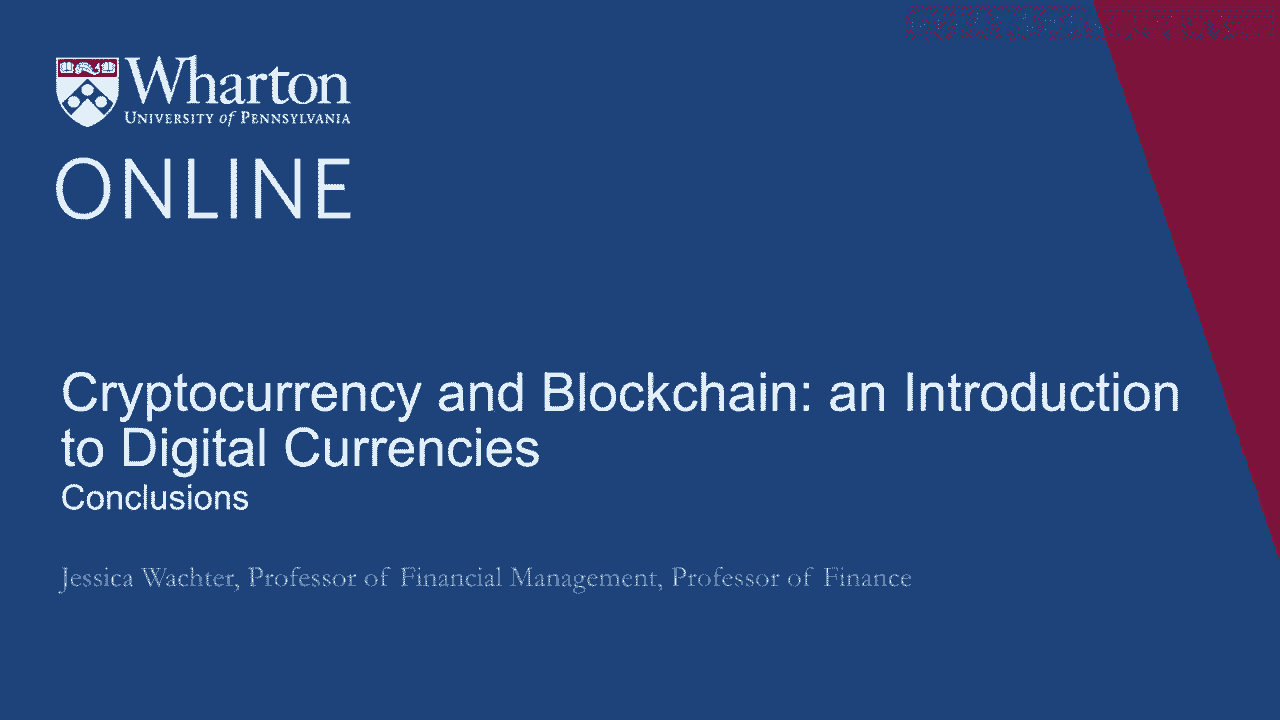 Wharton
UNIVERSITY of PENNSYLVANIA
ONLINE
Cryptocurrency and Blockchain: an Introduction
to Digital Currencies
Conclusions
Jessica Wachter, Professor of Financial Management, Professor of Finance